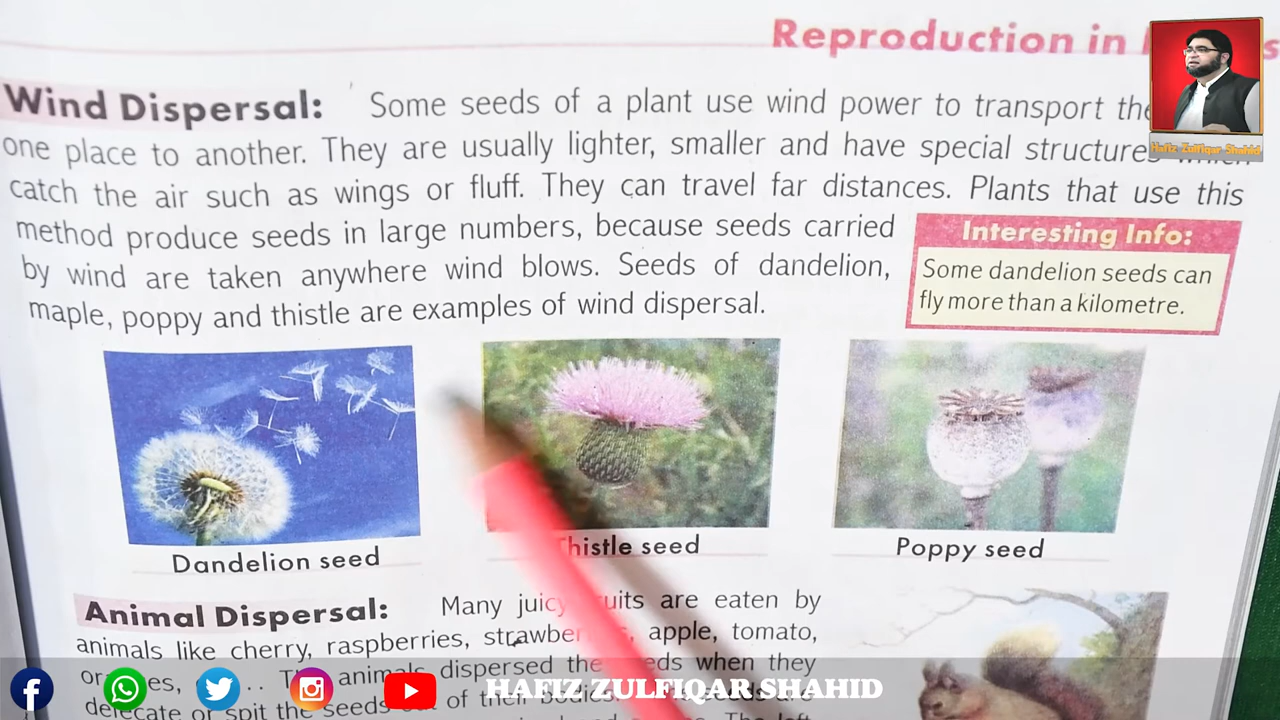 Reproduction in
Wind Dispersal: Some seeds of a plant use wind power to transport
one place to another. They are usually lighter, smaller and have special structures which
catch the air such as wings or fluff. They can travel far distances. Plants that use this
method produce seeds in large numbers, because seeds carried
by wind are taken anywhere wind blows. Seeds of dandelion,
maple, poppy and thistle are examples of wind dispersal.
Interesting Info:
Some dandelion seeds can
fly more than a kilometre.
Dandelion seed
Thistle seed
Poppy seed
Animal Dispersal: Many juicy fruits are eaten by
animals like cherry, raspberries, apple, tomato,
animals dispersed the seeds when they
defecate or spit the seeds out of their bodies.
Hafiz Zulfiqar Shahid
HAFIZ ZULFIQAR SHAHID